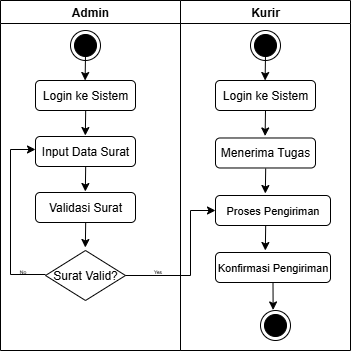 Admin
Kurir
Login ke Sistem
Login ke Sistem
Input Data Surat
Menerima Tugas
Validasi Surat
Proses Pengiriman
Surat Valid?
No
Yes
Konfirmasi Pengiriman